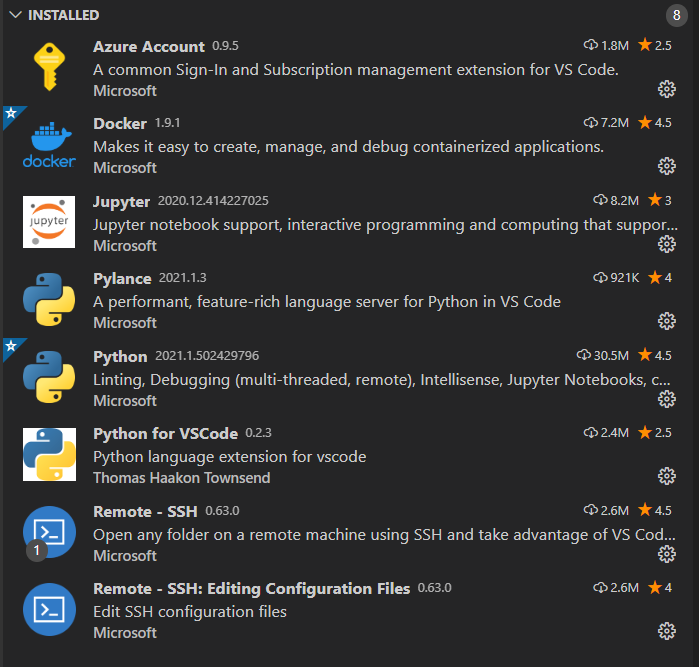 INSTALLED 8
Azure Account 0.9.5 1.8M 2.5
A common Sign-In and Subscription management extension for VS Code.
Microsoft
Docker 1.9.1 7.2M 4.5
docker
Makes it easy to create, manage, and debug containerized applications.
Microsoft
Jupyter 2020.12.414227025 8.2M 3
jupyter
Jupyter notebook support, interactive programming and computing that suppor...
Microsoft
Pylance 2021.1.3 921K 4
A performant, feature-rich language server for Python in VS Code
Microsoft
Python 2021.1.502429796 30.5M 4.5
Linting, Debugging (multi-threaded, remote), Intellisense, Jupyter Notebooks, c...
Microsoft
Python for VSCode 0.2.3 2.4M 2.5
Python language extension for vscode
Thomas Haakon Townsend
Remote - SSH 0.63.0 2.6M 4.5
Open any folder on a remote machine using SSH and take advantage of VS Cod...
1
Microsoft
Remote - SSH: Editing Configuration Files 0.63.0 2.6M 4
Edit SSH configuration files
Microsoft